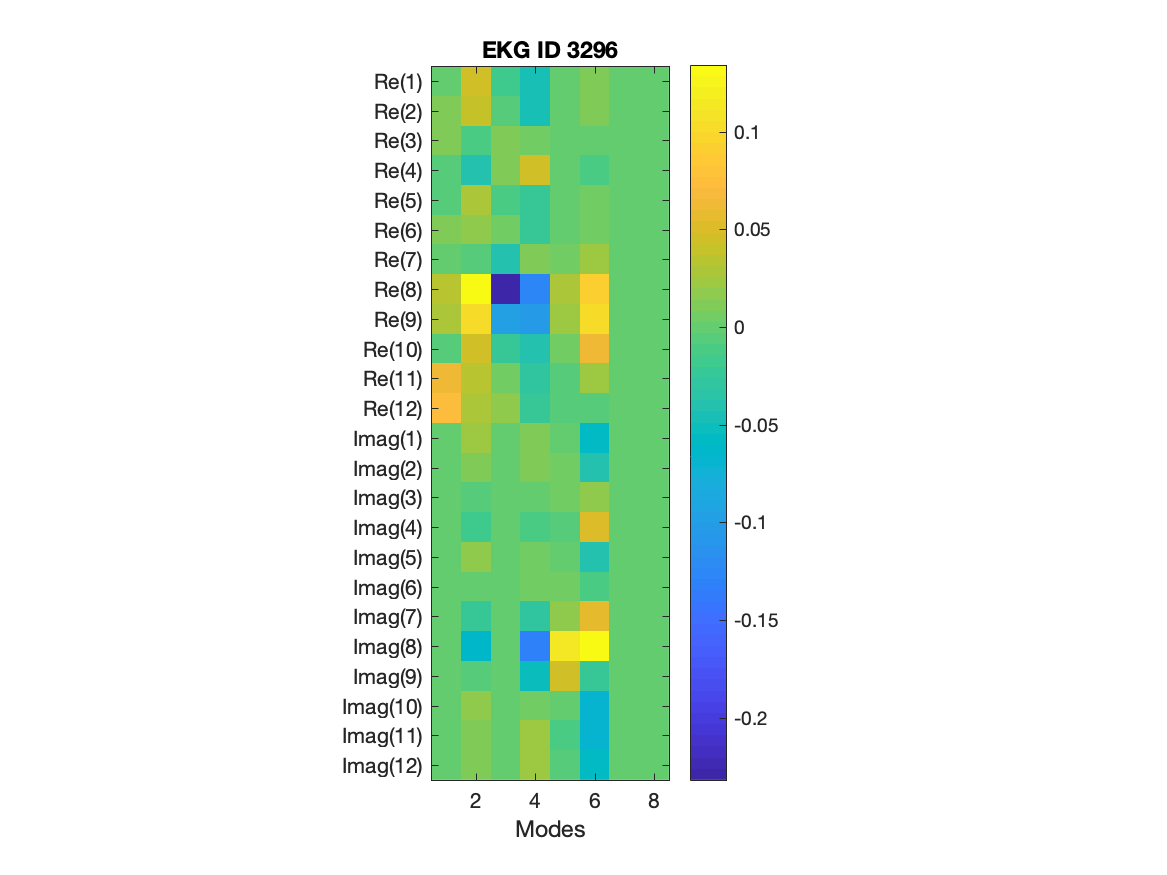 EKG ID 3296
Re(1)
Re(2)
Re(3)
Re(4)
Re(5)
Re(6)
Re(7)
Re(8)
Re(9)
Re(10)
Re(11)
Re(12)
Imag(1)
Imag(2)
Imag(3)
Imag(4)
Imag(5)
Imag(6)
Imag(7)
Imag(8)
Imag(9)
Imag(10)
Imag(11)
Imag(12)
2 4 6 8
Modes
0.1
0.05
0
-0.05
-0.1
-0.15
-0.2